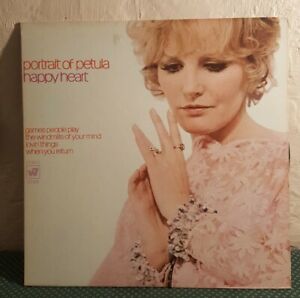 portrait of petula
happy heart
games people play
the windmills of your mind
lovin' things
when you return